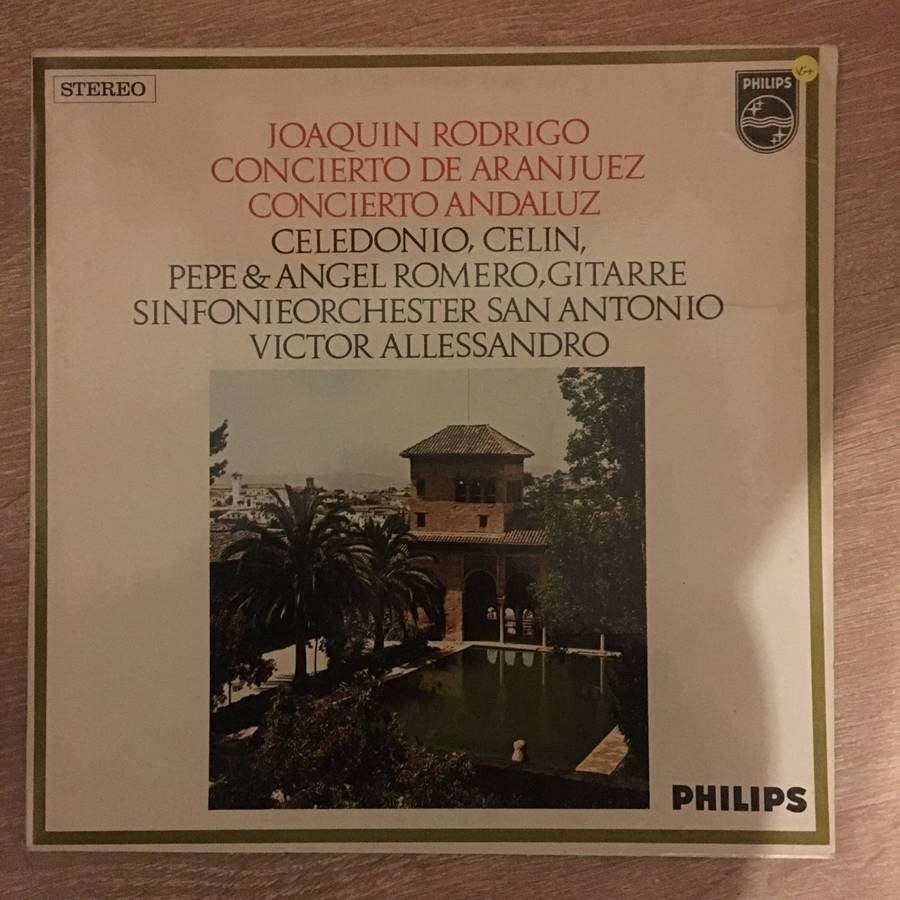 STEREO
PHILIPS
V+
JOAQUIN RODRIGO
CONCIERTO DE ARANJUEZ
CONCIERTO ANDALUZ
CELEDONIO, CELIN,
PEPE & ANGEL ROMERO, GITARRE
SINFONIEORCHESTER SAN ANTONIO
VICTOR ALLESSANDRO
PHILIPS